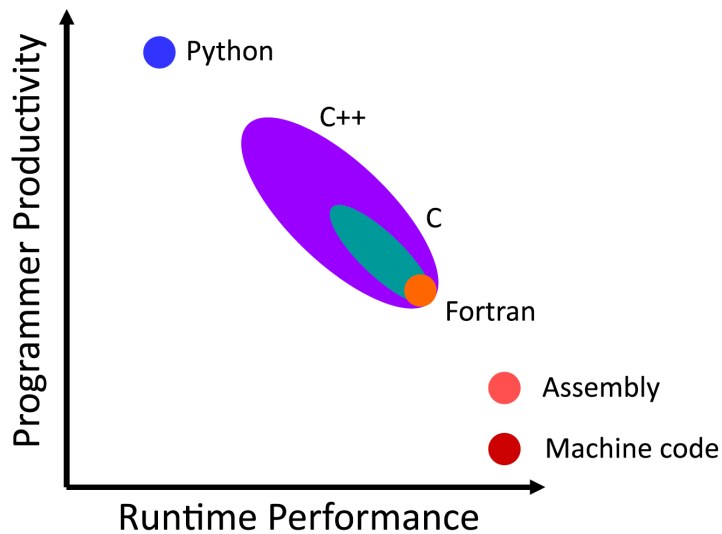 Programmer Productivity
Python
C++
C
Fortran
Assembly
Machine code
Runtime Performance